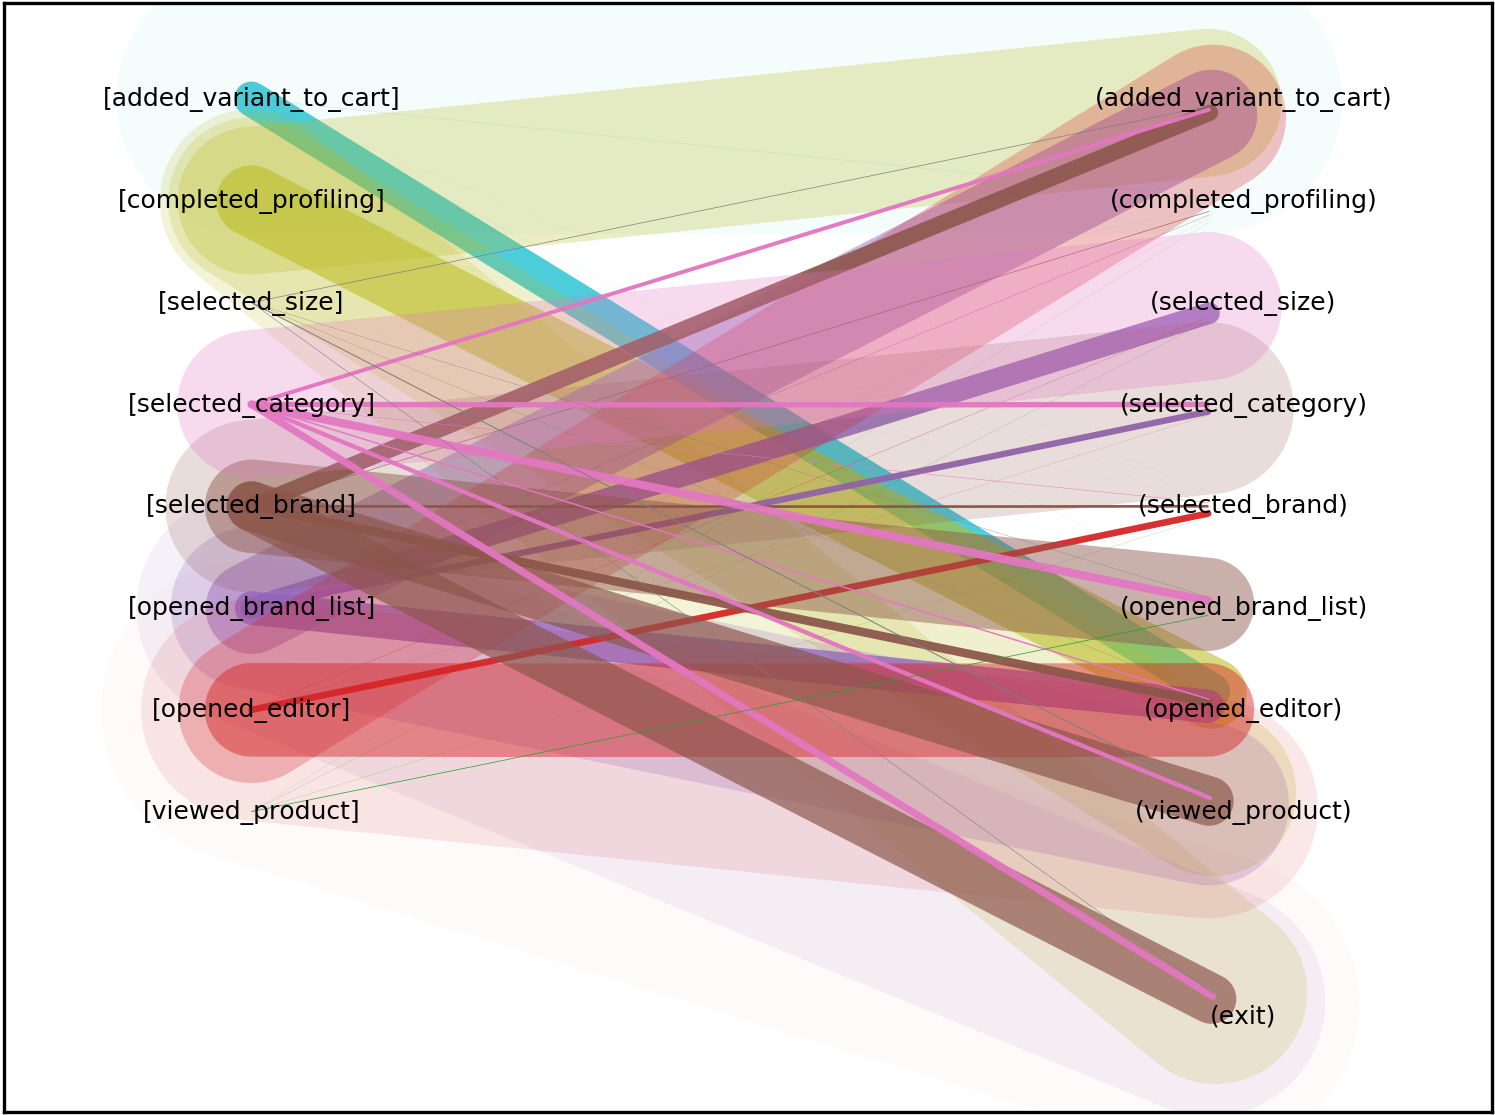 [added_variant_to_cart]
(added_variant_to_cart)
[completed_profiling]
(completed_profiling)
[selected_size]
(selected_size)
[selected_category]
(selected_category)
[selected_brand]
(selected_brand)
[opened_brand_list]
(opened_brand_list)
[opened_editor]
(opened_editor)
[viewed_product]
(viewed_product)
(exit)